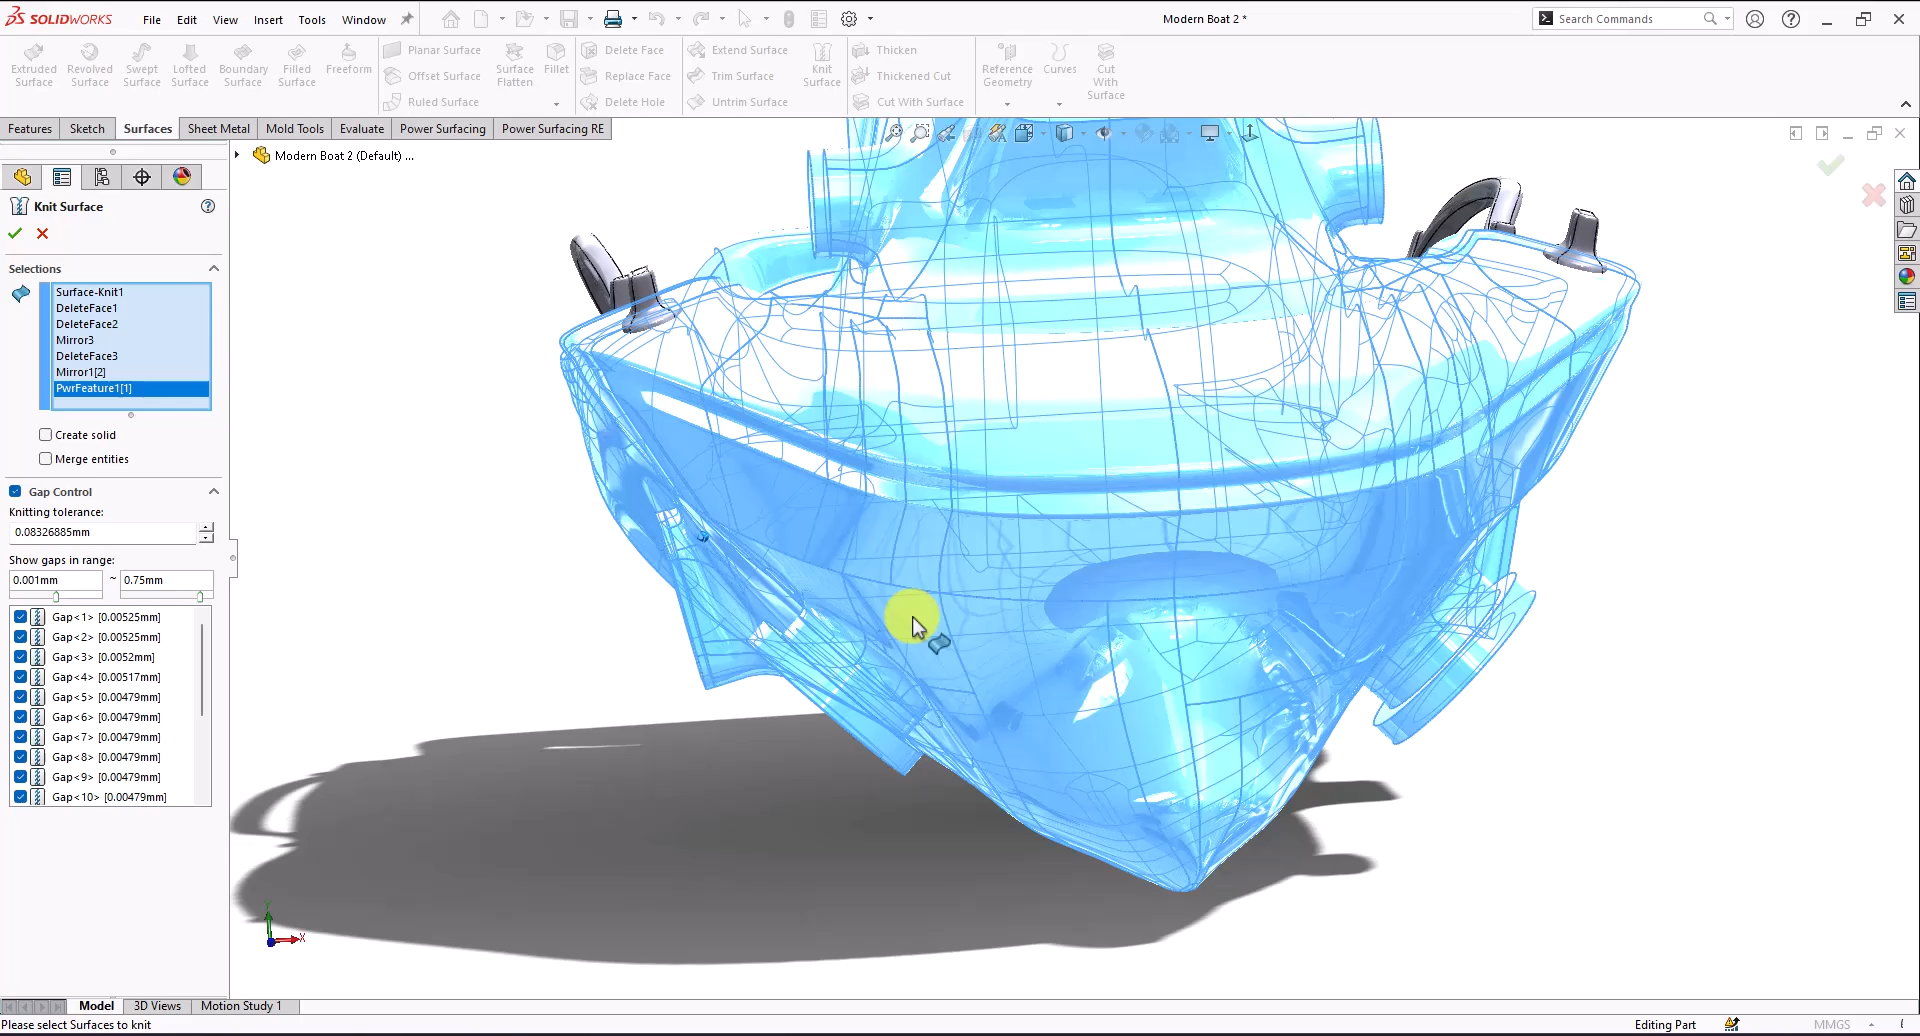 SOLIDWORKS
File Edit View Insert Tools Window
Modern Boat 2 *
Search Commands
Extruded Surface
Revolved Surface
Swept Surface
Lofted Surface
Boundary Surface
Filled Surface
Freeform
Planar Surface
Offset Surface
Ruled Surface
Surface Flatten
Fillet
Delete Face
Replace Face
Delete Hole
Extend Surface
Trim Surface
Untrim Surface
Knit Surface
Thicken
Thickened Cut
Cut With Surface
Reference Geometry
Curves
Cut With Surface
Features Sketch Surfaces Sheet Metal Mold Tools Evaluate Power Surfacing Power Surfacing RE
Modern Boat 2 (Default) ...
Knit Surface
Selections
Surface-Knit1
DeleteFace1
DeleteFace2
Mirror3
DeleteFace3
Mirror1[2]
PwrFeature1[1]
Create solid
Merge entities
Gap Control
Knitting tolerance:
0.08326885mm
Show gaps in range:
0.001mm ~ 0.75mm
Gap<1> [0.00525mm]
Gap<2> [0.00525mm]
Gap<3> [0.0052mm]
Gap<4> [0.00517mm]
Gap<5> [0.00479mm]
Gap<6> [0.00479mm]
Gap<7> [0.00479mm]
Gap<8> [0.00479mm]
Gap<9> [0.00479mm]
Gap<10> [0.00479mm]
Y
X
Model 3D Views Motion Study 1
Please select Surfaces to knit
Editing Part
MMGS